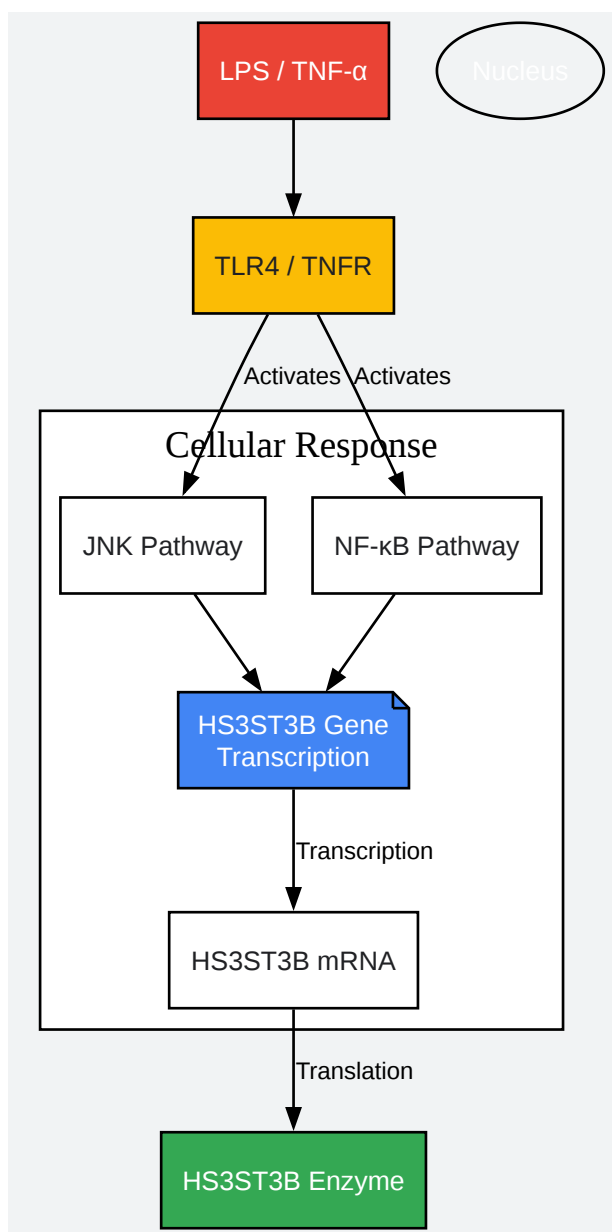 LPS / TNF-α
Nucleus
TLR4 / TNFR
Activates
Activates
Cellular Response
JNK Pathway
NF-κB Pathway
HS3ST3B Gene
Transcription
Transcription
HS3ST3B mRNA
Translation
HS3ST3B Enzyme